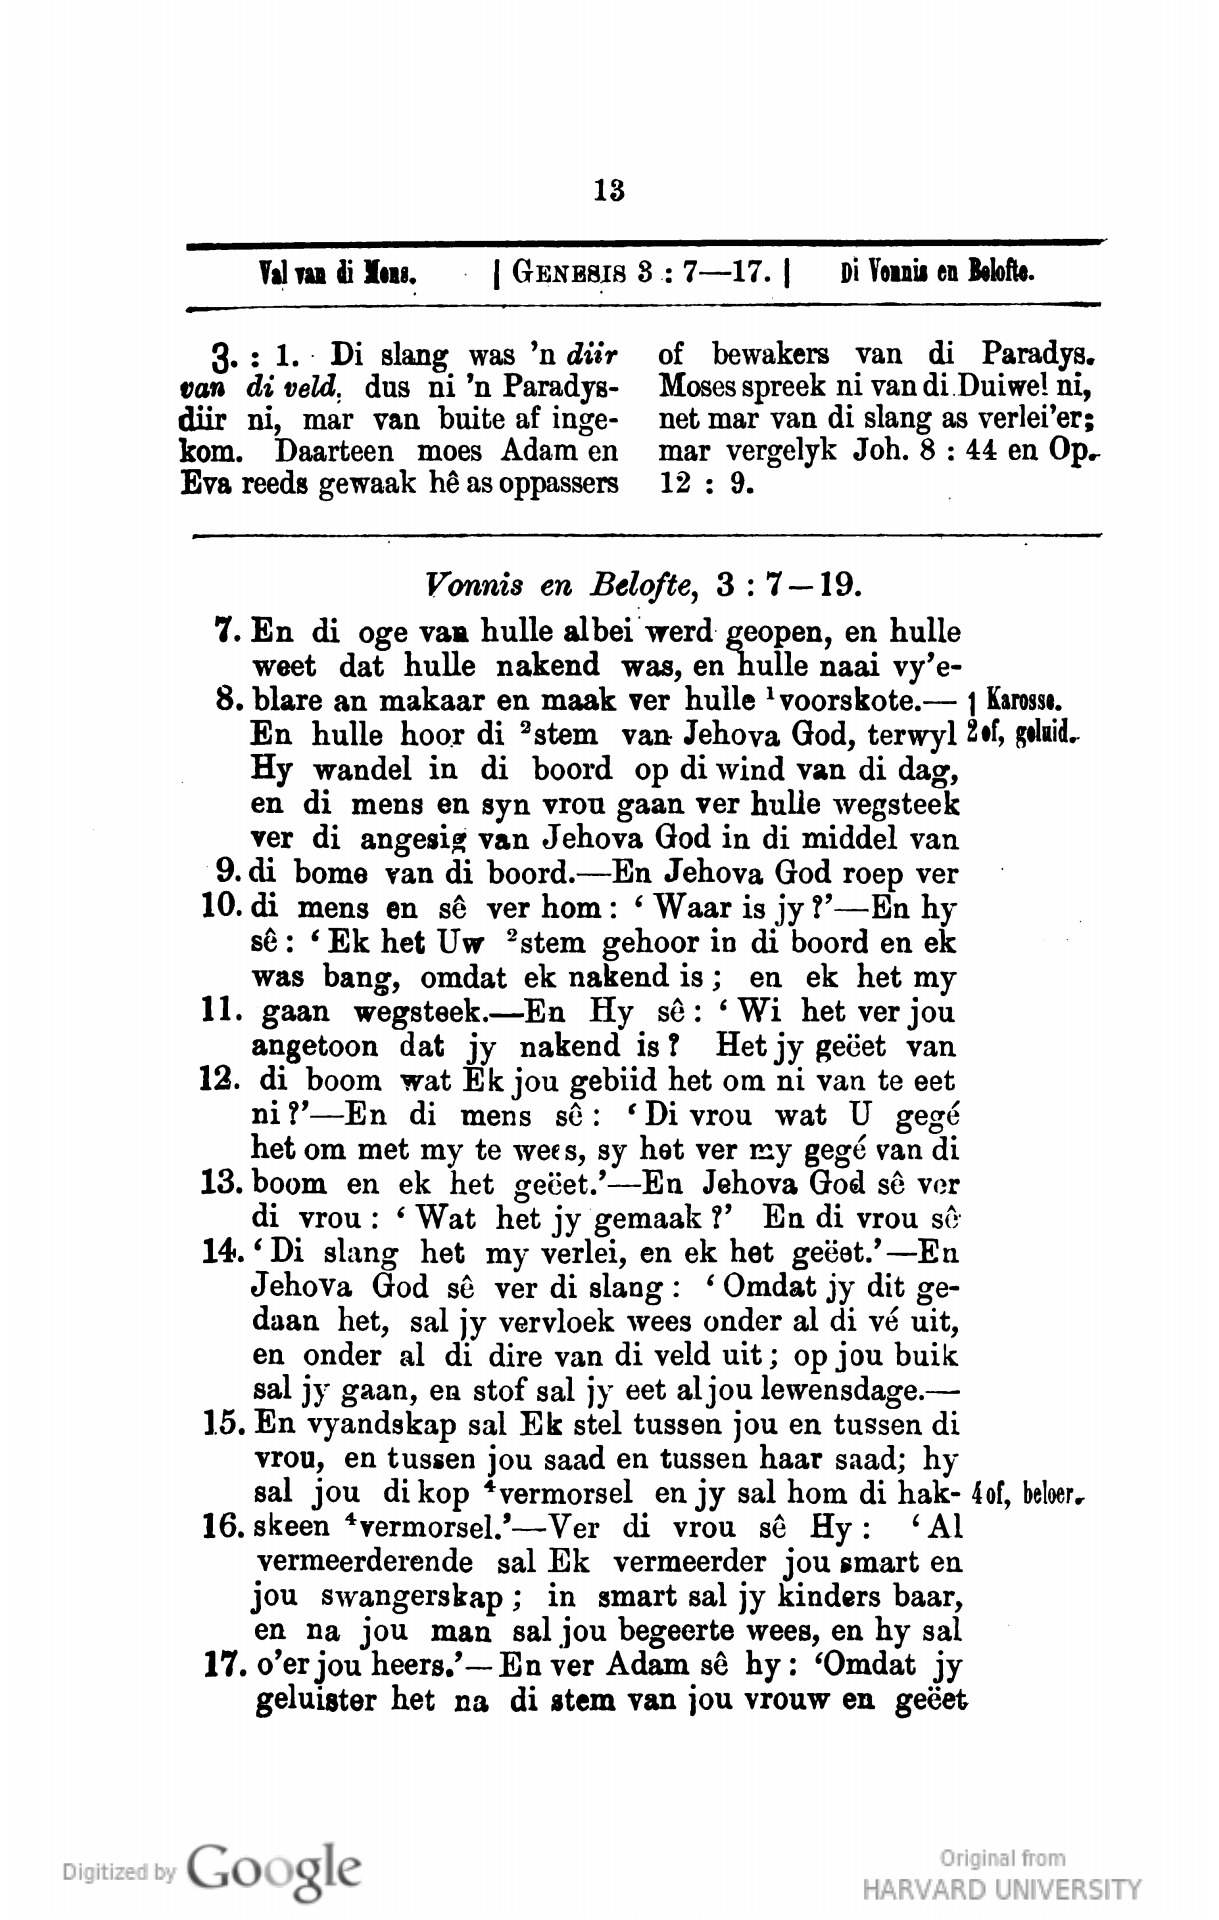 13
Val van di Mens. | GENESIS 3 : 7—17. | Di Vonnis en Belofte.
3. : 1. Di slang was 'n diir
van di veld, dus ni 'n Paradys-
diir ni, mar van buite af inge-
kom. Daarteen moes Adam en
Eva reeds gewaak hê as oppassers
of bewakers van di Paradys.
Moses spreek ni van di Duiwel ni,
net mar van di slang as verlei'er;
mar vergelyk Joh. 8 : 44 en Op.
12 : 9.
Vonnis en Belofte, 3 : 7—19.
7. En di oge van hulle albei werd geopen, en hulle
weet dat hulle nakend was, en hulle naai vy'e-
8. blare an makaar en maak ver hulle ¹voorskote.— 1 Karosse.
En hulle hoor di ²stem van Jehova God, terwyl 2 of, geluid.
Hy wandel in di boord op di wind van di dag,
en di mens en syn vrou gaan ver hulle wegsteek
ver di angesig van Jehova God in di middel van
9. di bome van di boord.—En Jehova God roep ver
10. di mens en sê ver hom : ‘ Waar is jy ?’—En hy
sê : ‘ Ek het Uw ²stem gehoor in di boord en ek
was bang, omdat ek nakend is ; en ek het my
11. gaan wegsteek.—En Hy sê : ‘ Wi het ver jou
angetoon dat jy nakend is ? Het jy geëet van
12. di boom wat Ek jou gebiid het om ni van te eet
ni ?’—En di mens sê : ‘ Di vrou wat U gegé
het om met my te wees, sy het ver my gegé van di
13. boom en ek het geëet.’—En Jehova God sê ver
di vrou : ‘ Wat het jy gemaak ?’ En di vrou sê
14. ‘ Di slang het my verlei, en ek het geëet.’—En
Jehova God sê ver di slang : ‘ Omdat jy dit ge-
daan het, sal jy vervloek wees onder al di vé uit,
en onder al di dire van di veld uit ; op jou buik
sal jy gaan, en stof sal jy eet al jou lewensdage.—
15. En vyandskap sal Ek stel tussen jou en tussen di
vrou, en tussen jou saad en tussen haar saad; hy
sal jou di kop ⁴vermorsel en jy sal hom di hak- 4 of, beloer.
16. skeen ⁴vermorsel.’—Ver di vrou sê Hy : ‘Al
vermeerderende sal Ek vermeerder jou smart en
jou swangerskap ; in smart sal jy kinders baar,
en na jou man sal jou begeerte wees, en hy sal
17. o'er jou heers.’—En ver Adam sê hy : ‘Omdat jy
geluister het na di stem van jou vrouw en geëet
Digitized by Google
Original from
HARVARD UNIVERSITY